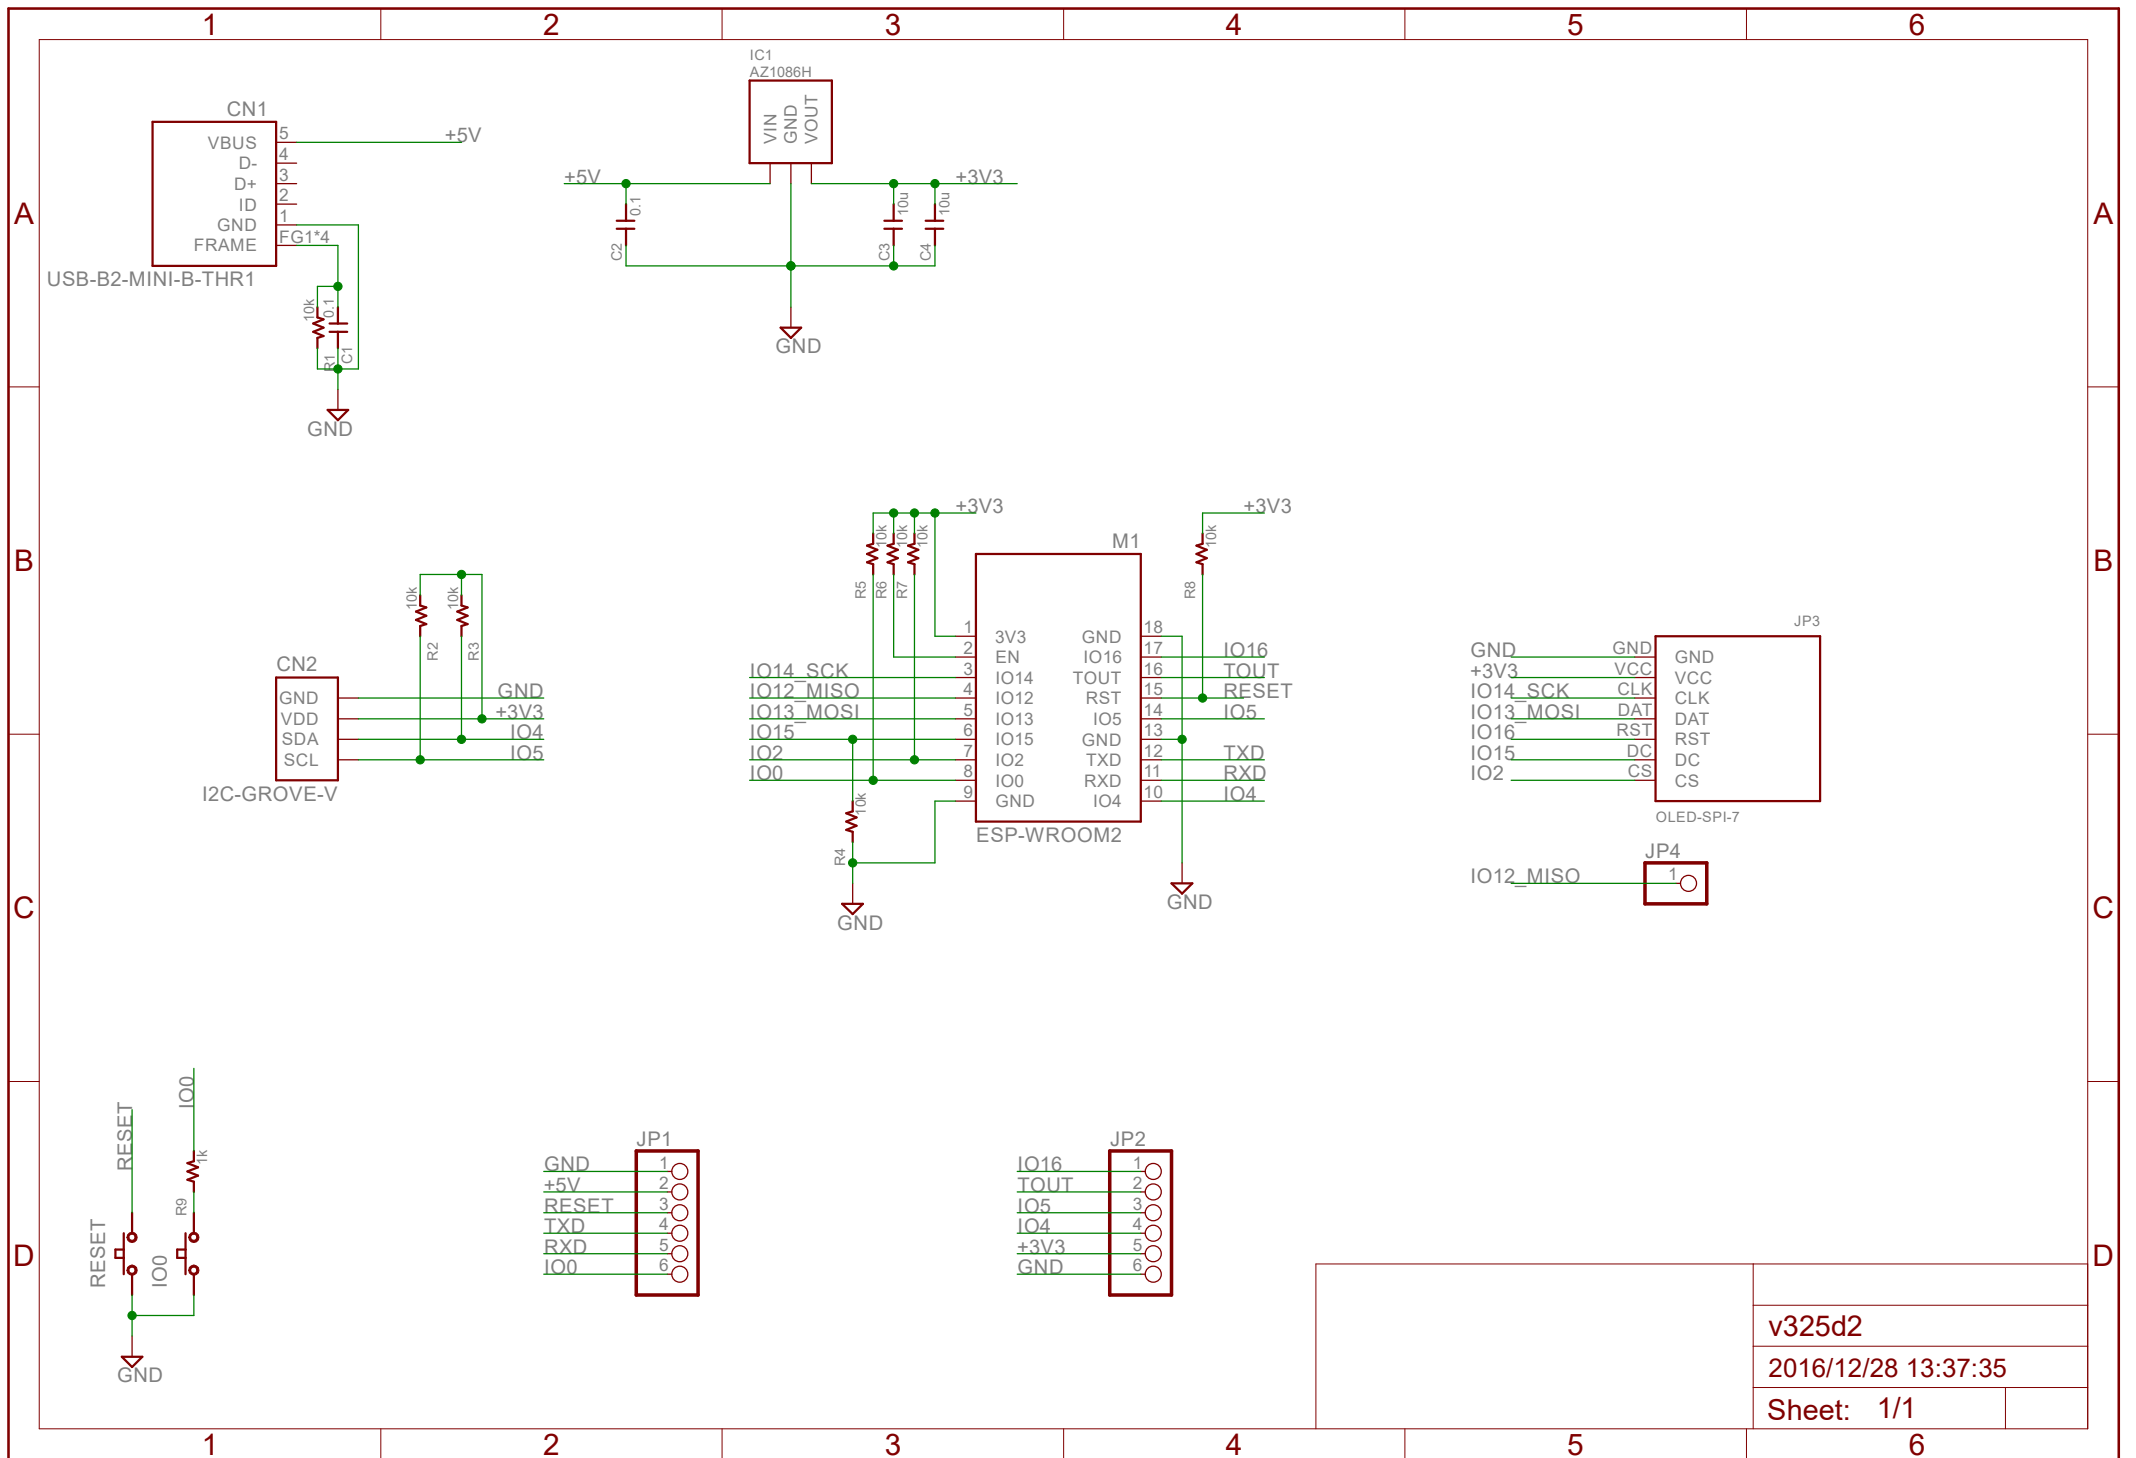 1 2 3 4 5 6
A A
B B
C C
D D
1 2 3 4 5 6
CN1
VBUS 5 +5V
D- 4
D+ 3
ID 2
GND 1
FRAME FG1*4
USB-B2-MINI-B-THR1
10k
0.1
R1
C1
GND
IC1
AZ1086H
VIN
GND
VOUT
+5V
+3V3
0.1
C2
10u
C3
10u
C4
GND
10k
R2
10k
R3
CN2
GND GND
VDD +3V3
SDA IO4
SCL IO5
I2C-GROVE-V
+3V3
10k
10k
10k
R5
R6
R7
M1
IO14_SCK
IO12_MISO
IO13_MOSI
IO15
IO2
IO0
1 3V3
2 EN
3 IO14
4 IO12
5 IO13
6 IO15
7 IO2
8 IO0
9 GND
GND 18
IO16 17 IO16
TOUT 16 TOUT
RST 15 RESET
IO5 14 IO5
GND 13
TXD 12 TXD
RXD 11 RXD
IO4 10 IO4
ESP-WROOM2
10k
R4
GND
+3V3
10k
R8
GND
JP3
GND GND GND
+3V3 VCC VCC
IO14_SCK CLK CLK
IO13_MOSI DAT DAT
IO16 RST RST
IO15 DC DC
IO2 CS CS
OLED-SPI-7
JP4
IO12_MISO 1
RESET
IO0
1k
R9
RESET
IO0
GND
JP1
GND 1
+5V 2
RESET 3
TXD 4
RXD 5
IO0 6
JP2
IO16 1
TOUT 2
IO5 3
IO4 4
+3V3 5
GND 6
v325d2
2016/12/28 13:37:35
Sheet: 1/1